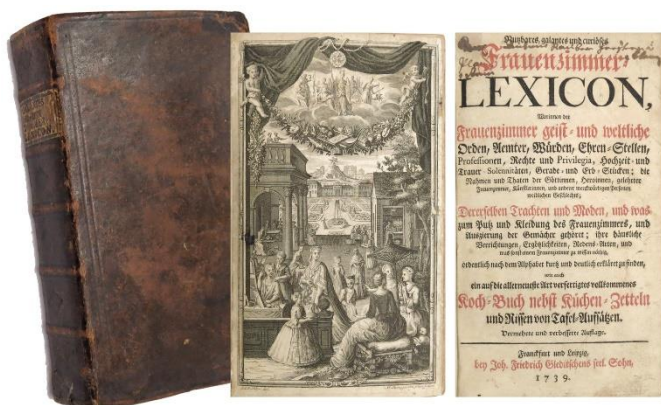 Nutzbares, galantes und curiöses
Frauenzimmer-
LEXICON,
Worinnen der
Frauenzimmer geist- und weltliche
Orden, Aemter, Würden, Ehren-Stellen,
Professionen, Rechte und Privilegia, Hochzeit- und
Trauer-Solennitäten, Gerade- und Erb-Stücken; die
Nahmen und Thaten der Göttinnen, Heroinnen, gelehrter
Frauenzimmer, Künstlerinnen, und anderer merckwürdigen Personen
weiblichen Geschlechts;
Dererselben Trachten und Moden, und was
zum Putz und Kleidung des Frauenzimmers, und
Auszierung der Gemächer gehört; ihre häusliche
Verrichtungen, Ergötzlichkeiten, Redens-Arten, und
was sonst einem Frauenzimmer zu wissen nöthig,
ordentlich nach dem Alphabet kurtz und deutlich erkläret zu finden,
wie auch
ein auf die allerneueste Art verfertigtes vollkommenes
Koch-Buch nebst Küchen-Zetteln
und Rissen von Tafel-Aufsätzen.
Vermehrte und verbesserte Auflage.
Franckfurt und Leipzig,
bey Joh. Friedrich Gleditschens seel. Sohn,
1739.